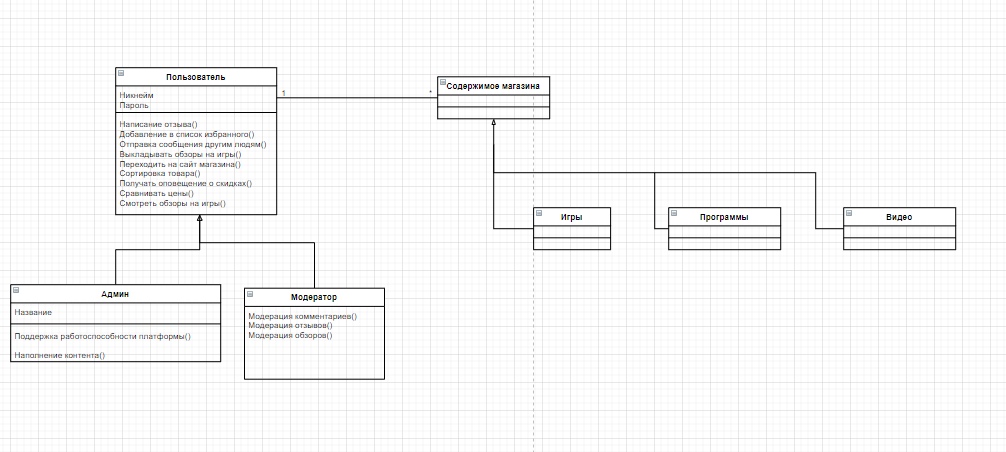 Пользователь
Никнейм
Пароль
Написание отзыва()
Добавление в список избранного()
Отправка сообщения другим людям()
Выкладывать обзоры на игры()
Переходить на сайт магазина()
Сортировка товара()
Получать оповещение о скидках()
Сравнивать цены()
Смотреть обзоры на игры()
1
*
Содержимое магазина
Игры
Программы
Видео
Админ
Название
Поддержка работоспособности платформы()
Наполнение контента()
Модератор
Модерация комментариев()
Модерация отзывов()
Модерация обзоров()